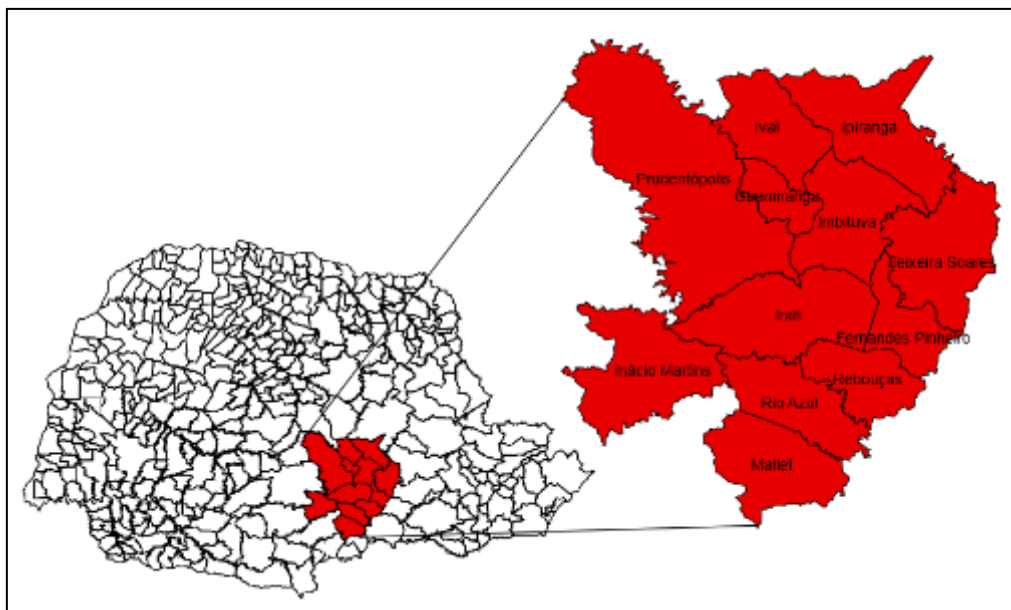 Ivaí
Ipiranga
Prudentópolis
Guamiranga
Imbituva
Teixeira Soares
Irati
Fernandes Pinheiro
Inácio Martins
Rebouças
Rio Azul
Mallet